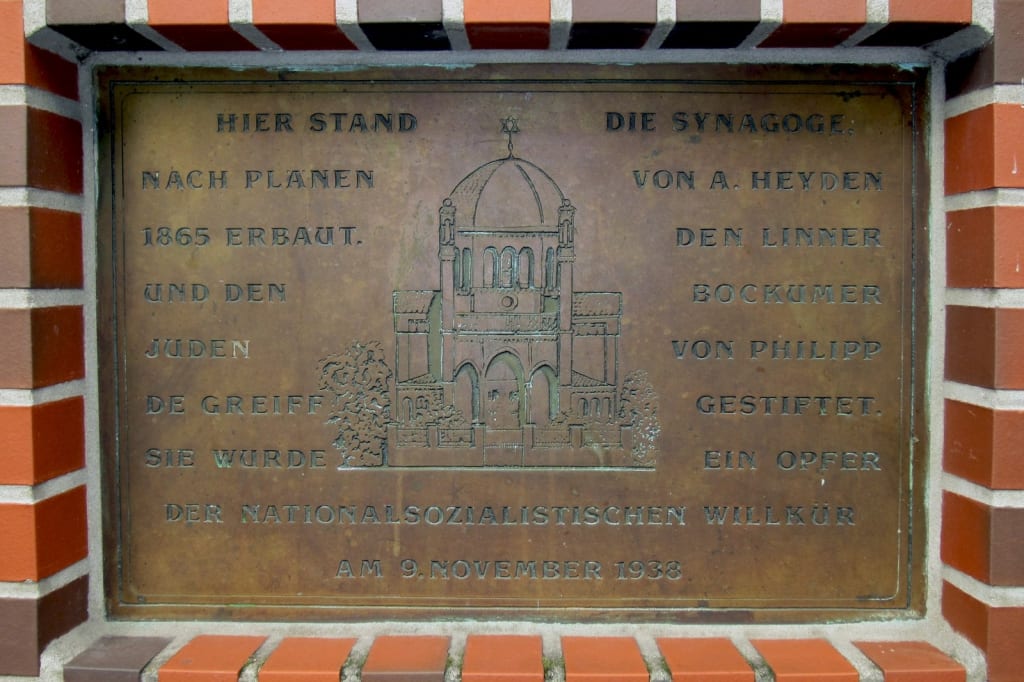 HIER STAND DIE SYNAGOGE,
NACH PLÄNEN VON A. HEYDEN
1865 ERBAUT. DEN LINNER
UND DEN BOCKUMER
JUDEN VON PHILIPP
DE GREIFF GESTIFTET.
SIE WURDE EIN OPFER
DER NATIONALSOZIALISTISCHEN WILLKÜR
AM 9. NOVEMBER 1938